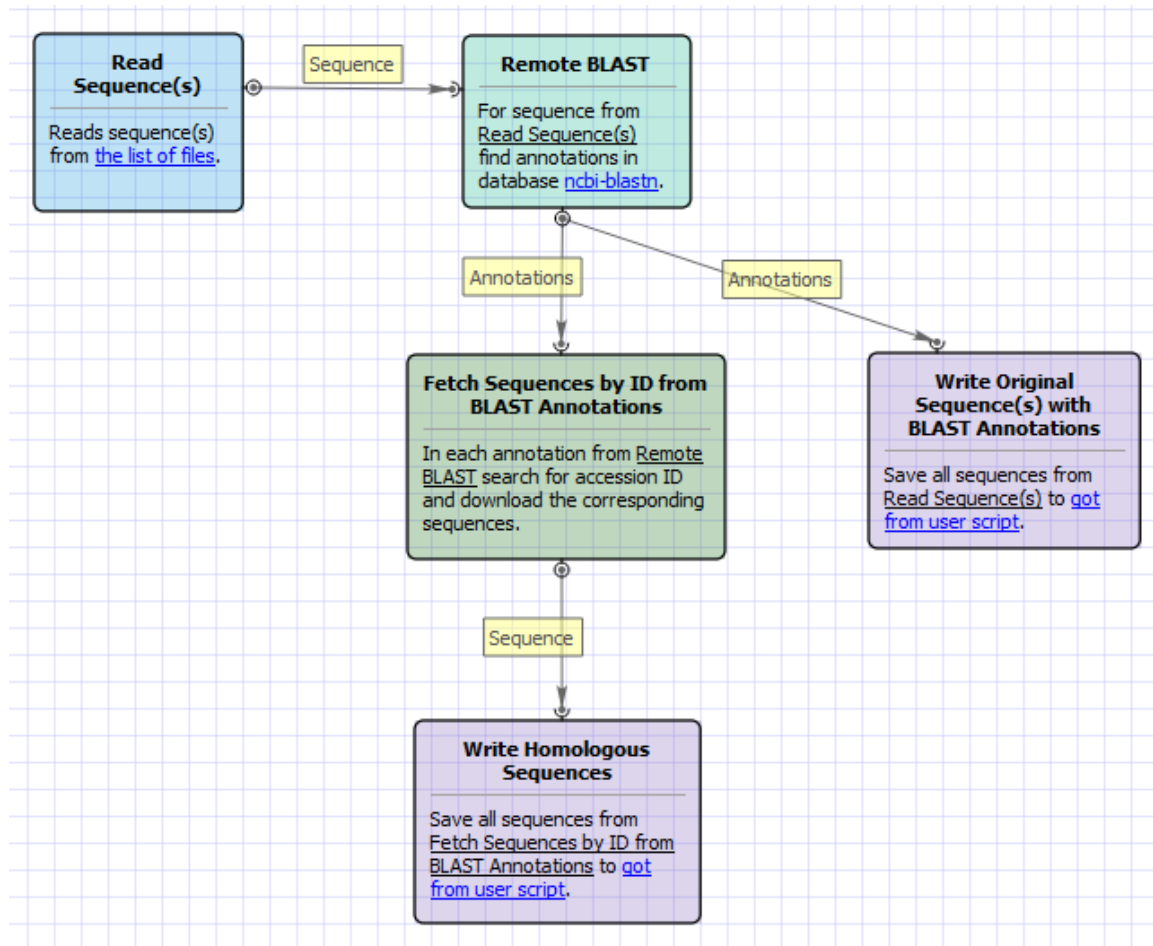 Read
Sequence(s)
Reads sequence(s)
from the list of files.
Sequence
Remote BLAST
For sequence from
Read Sequence(s)
find annotations in
database ncbi-blastn.
Annotations
Annotations
Fetch Sequences by ID from
BLAST Annotations
In each annotation from Remote
BLAST search for accession ID
and download the corresponding
sequences.
Write Original
Sequence(s) with
BLAST Annotations
Save all sequences from
Read Sequence(s) to got
from user script.
Sequence
Write Homologous
Sequences
Save all sequences from
Fetch Sequences by ID from
BLAST Annotations to got
from user script.